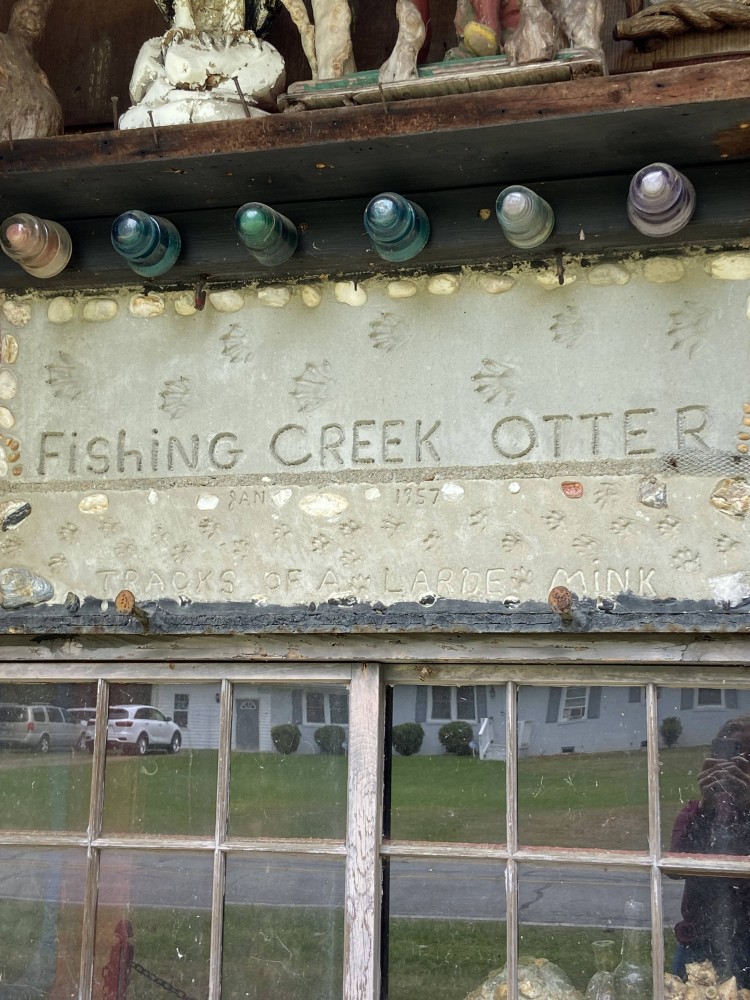 FishiNG CREEK OTTER
JAN 1957
TRACKS OF A LARGE MINK